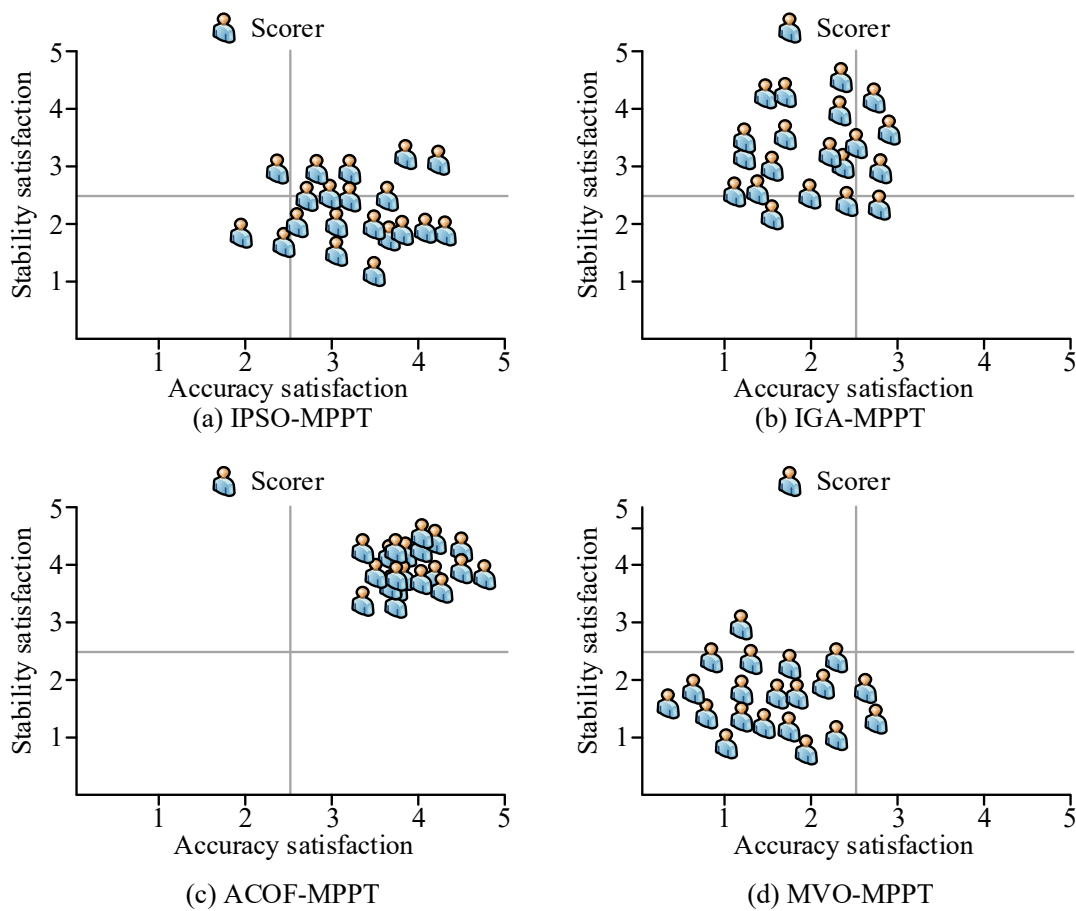 Scorer
Stability satisfaction
5
4
3
2
1
1 2 3 4 5
Accuracy satisfaction
(a) IPSO-MPPT
Scorer
Stability satisfaction
5
4
3
2
1
1 2 3 4 5
Accuracy satisfaction
(b) IGA-MPPT
Scorer
Stability satisfaction
5
4
3
2
1
1 2 3 4 5
Accuracy satisfaction
(c) ACOF-MPPT
Scorer
Stability satisfaction
5
4
3
2
1
1 2 3 4 5
Accuracy satisfaction
(d) MVO-MPPT